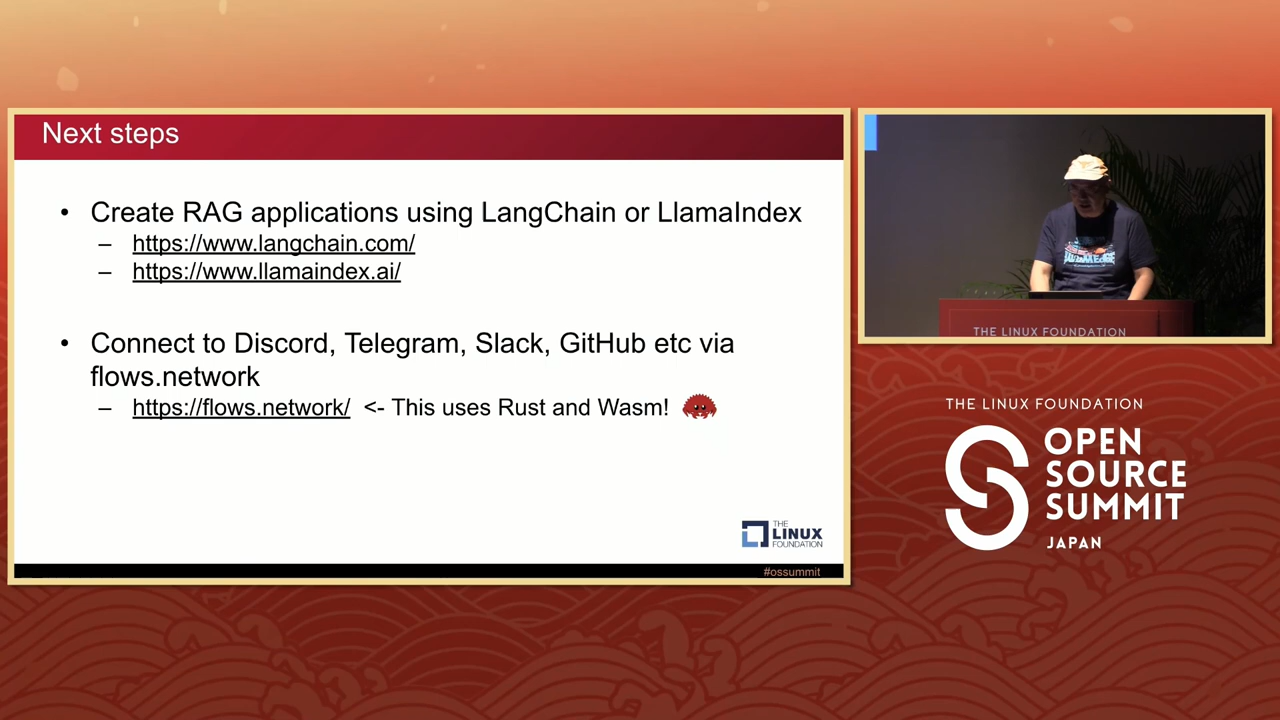 Next steps
• Create RAG applications using LangChain or LlamaIndex
– https://www.langchain.com/
– https://www.llamaindex.ai/
• Connect to Discord, Telegram, Slack, GitHub etc via
flows.network
– https://flows.network/ <- This uses Rust and Wasm!
THE
LINUX
FOUNDATION
#ossummit
THE LINUX FOUNDATION
THE LINUX FOUNDATION
OPEN
SOURCE
SUMMIT
JAPAN